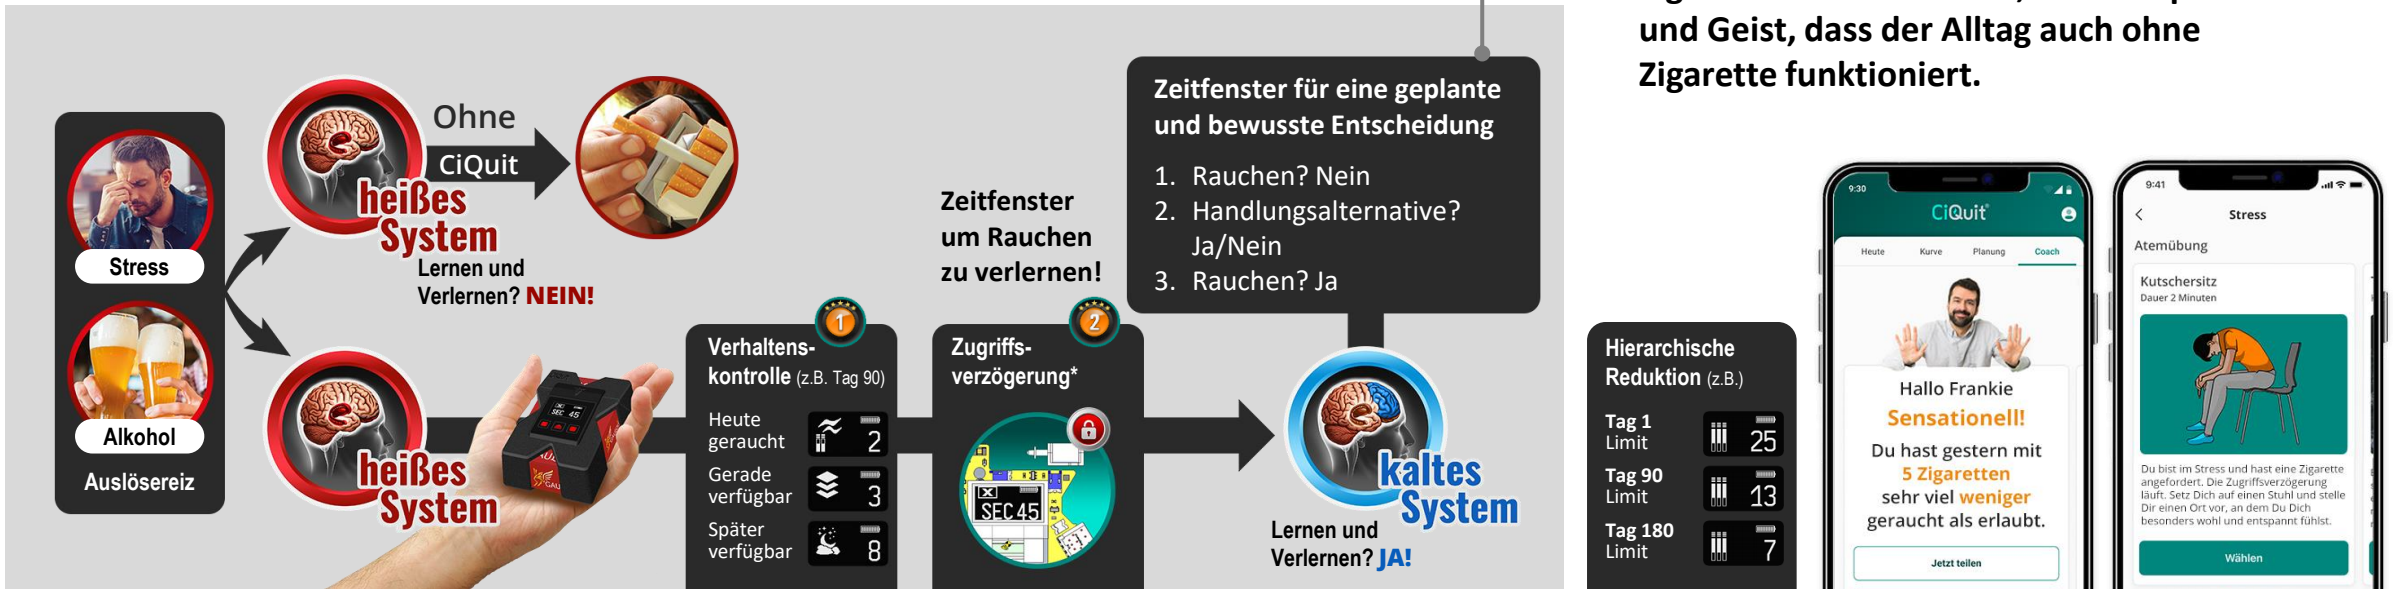 und Geist, dass der Alltag auch ohne
Zigarette funktioniert.
Stress
Alkohol
Auslösereiz
heißes
System
Ohne
CiQuit
Lernen und
Verlernen? NEIN!
heißes
System
SEC 45
Verhaltens-
kontrolle (z.B. Tag 90)
1
Heute
geraucht
2
Gerade
verfügbar
3
Später
verfügbar
8
Zeitfenster
um Rauchen
zu verlernen!
2
Zugriffs-
verzögerung*
SEC 45
Zeitfenster für eine geplante
und bewusste Entscheidung
1. Rauchen? Nein
2. Handlungsalternative?
Ja/Nein
3. Rauchen? Ja
kaltes
System
Lernen und
Verlernen? JA!
Hierarchische
Reduktion (z.B.)
Tag 1
Limit
25
Tag 90
Limit
13
Tag 180
Limit
7
9:30
CiQuit
Heute Kurve Planung Coach
Hallo Frankie
Sensationell!
Du hast gestern mit
5 Zigaretten
sehr viel weniger
geraucht als erlaubt.
Jetzt teilen
9:41
Stress
Atemübung
Kutschersitz
Dauer 2 Minuten
Du bist im Stress und hast eine Zigarette
angefordert. Die Zugriffsverzögerung
läuft. Setz Dich auf einen Stuhl und stelle
Dir einen Ort vor, an dem Du Dich
besonders wohl und entspannt fühlst.
Wählen